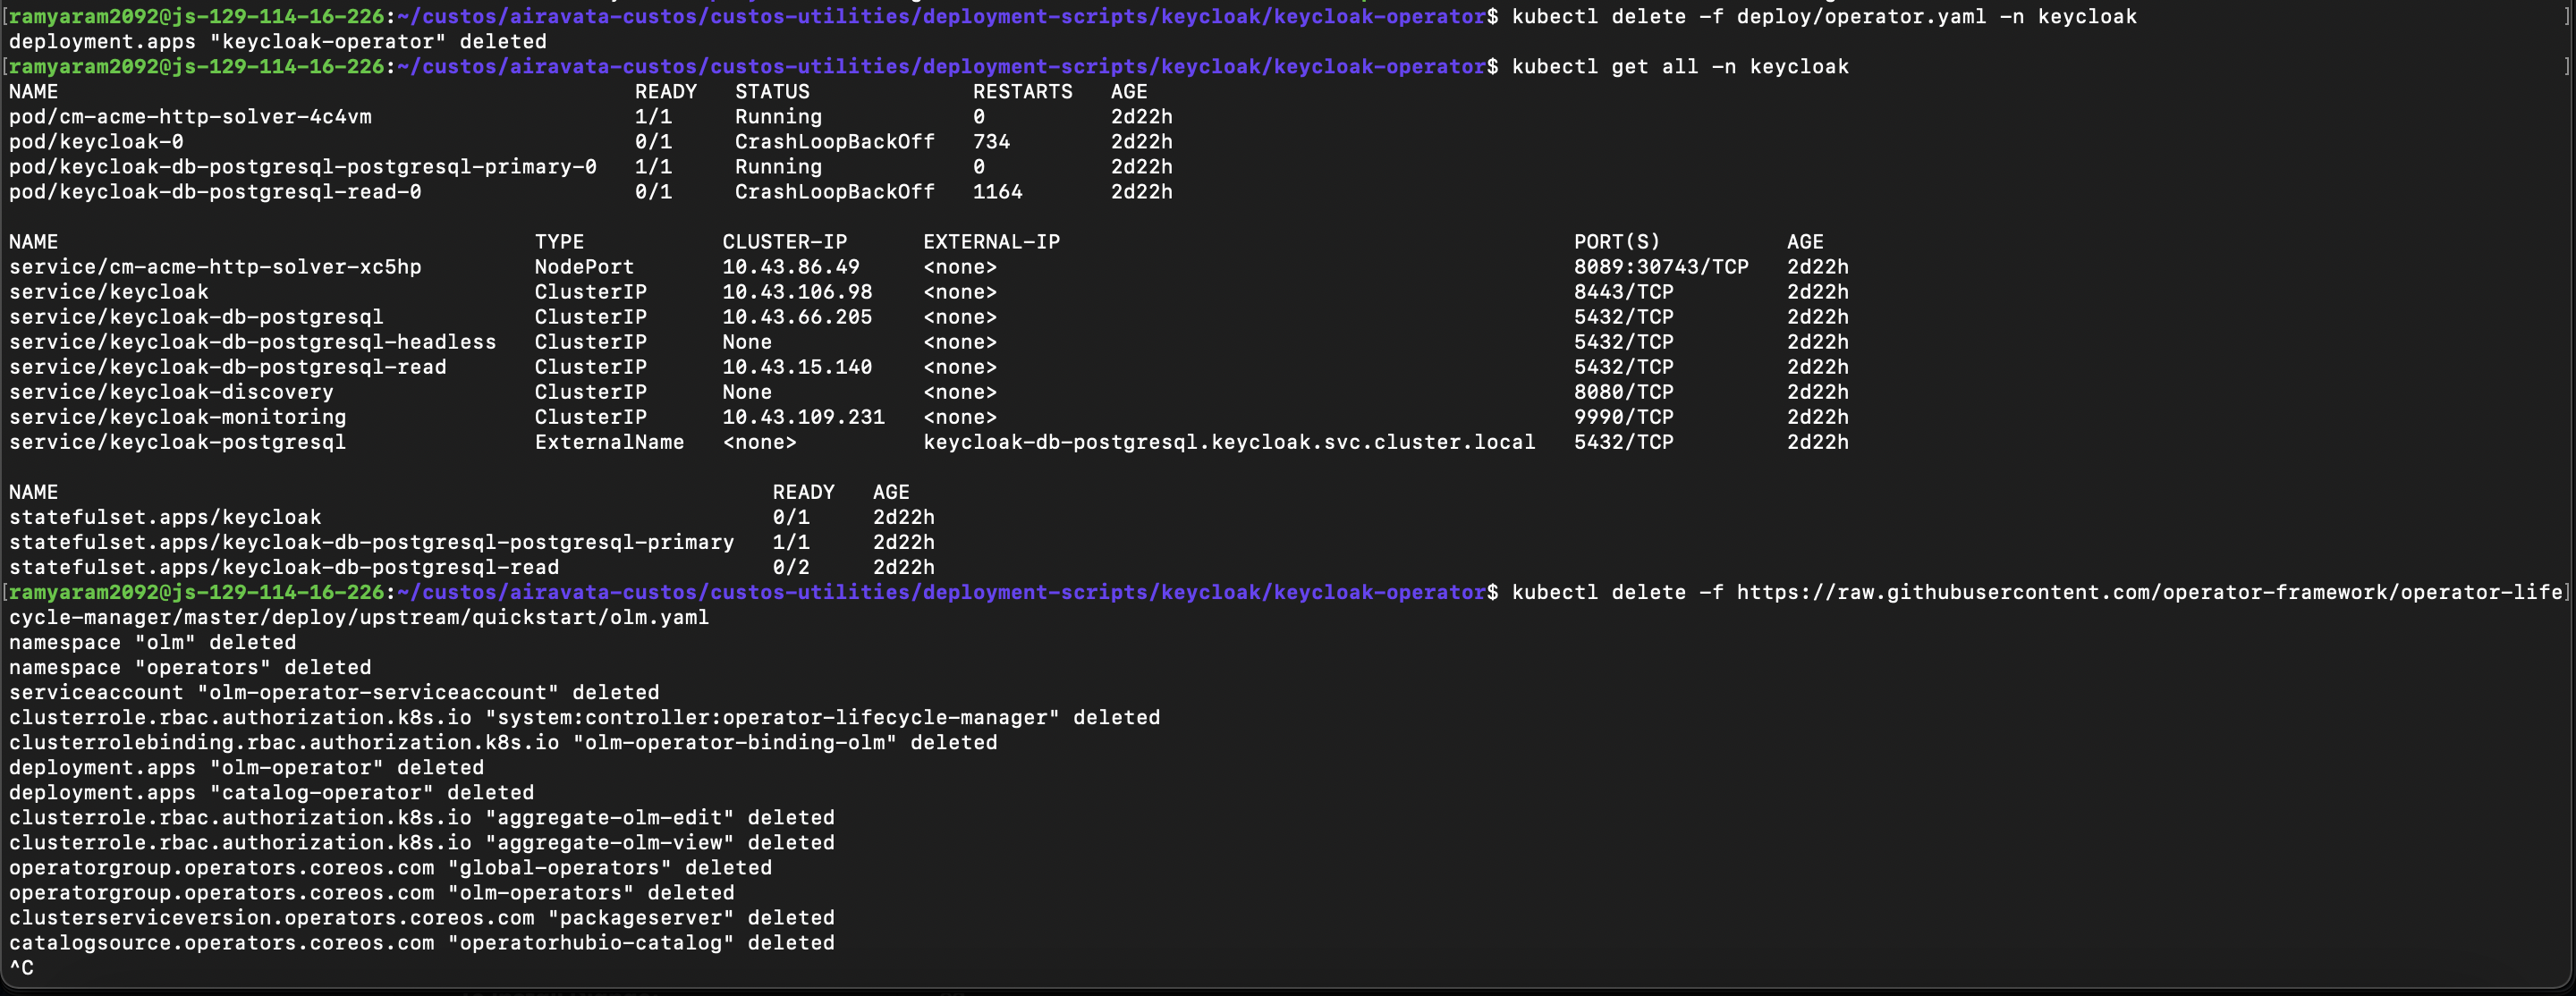 [ramyaram2092@js-129-114-16-226:~/custos/airavata-custos/custos-utilities/deployment-scripts/keycloak/keycloak-operator$ kubectl delete -f deploy/operator.yaml -n keycloak ]
deployment.apps "keycloak-operator" deleted
[ramyaram2092@js-129-114-16-226:~/custos/airavata-custos/custos-utilities/deployment-scripts/keycloak/keycloak-operator$ kubectl get all -n keycloak ]
NAME READY STATUS RESTARTS AGE
pod/cm-acme-http-solver-4c4vm 1/1 Running 0 2d22h
pod/keycloak-0 0/1 CrashLoopBackOff 734 2d22h
pod/keycloak-db-postgresql-postgresql-primary-0 1/1 Running 0 2d22h
pod/keycloak-db-postgresql-read-0 0/1 CrashLoopBackOff 1164 2d22h
NAME TYPE CLUSTER-IP EXTERNAL-IP PORT(S) AGE
service/cm-acme-http-solver-xc5hp NodePort 10.43.86.49 <none> 8089:30743/TCP 2d22h
service/keycloak ClusterIP 10.43.106.98 <none> 8443/TCP 2d22h
service/keycloak-db-postgresql ClusterIP 10.43.66.205 <none> 5432/TCP 2d22h
service/keycloak-db-postgresql-headless ClusterIP None <none> 5432/TCP 2d22h
service/keycloak-db-postgresql-read ClusterIP 10.43.15.140 <none> 5432/TCP 2d22h
service/keycloak-discovery ClusterIP None <none> 8080/TCP 2d22h
service/keycloak-monitoring ClusterIP 10.43.109.231 <none> 9990/TCP 2d22h
service/keycloak-postgresql ExternalName <none> keycloak-db-postgresql.keycloak.svc.cluster.local 5432/TCP 2d22h
NAME READY AGE
statefulset.apps/keycloak 0/1 2d22h
statefulset.apps/keycloak-db-postgresql-postgresql-primary 1/1 2d22h
statefulset.apps/keycloak-db-postgresql-read 0/2 2d22h
[ramyaram2092@js-129-114-16-226:~/custos/airavata-custos/custos-utilities/deployment-scripts/keycloak/keycloak-operator$ kubectl delete -f https://raw.githubusercontent.com/operator-framework/operator-life]
cycle-manager/master/deploy/upstream/quickstart/olm.yaml
namespace "olm" deleted
namespace "operators" deleted
serviceaccount "olm-operator-serviceaccount" deleted
clusterrole.rbac.authorization.k8s.io "system:controller:operator-lifecycle-manager" deleted
clusterrolebinding.rbac.authorization.k8s.io "olm-operator-binding-olm" deleted
deployment.apps "olm-operator" deleted
deployment.apps "catalog-operator" deleted
clusterrole.rbac.authorization.k8s.io "aggregate-olm-edit" deleted
clusterrole.rbac.authorization.k8s.io "aggregate-olm-view" deleted
operatorgroup.operators.coreos.com "global-operators" deleted
operatorgroup.operators.coreos.com "olm-operators" deleted
clusterserviceversion.operators.coreos.com "packageserver" deleted
catalogsource.operators.coreos.com "operatorhubio-catalog" deleted
^C